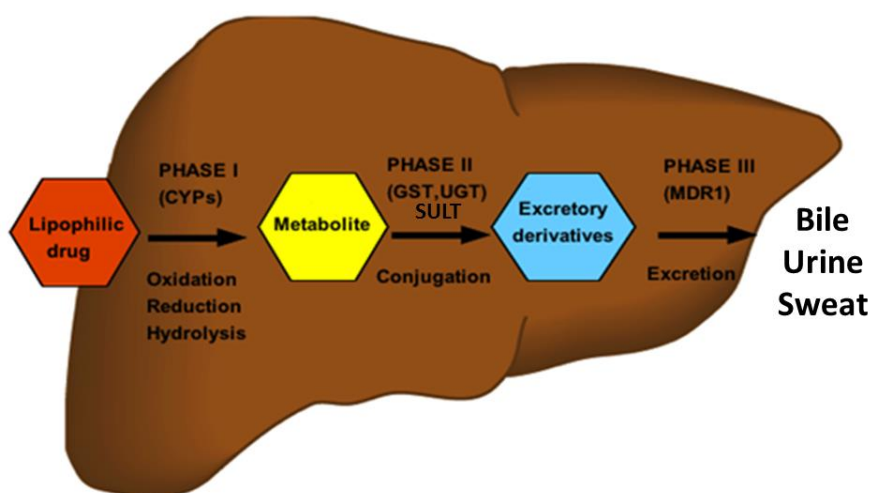 Lipophilic
drug
PHASE I
(CYPs)
Oxidation
Reduction
Hydrolysis
Metabolite
PHASE II
(GST,UGT)
SULT
Conjugation
Excretory
derivatives
PHASE III
(MDR1)
Excretion
Bile
Urine
Sweat